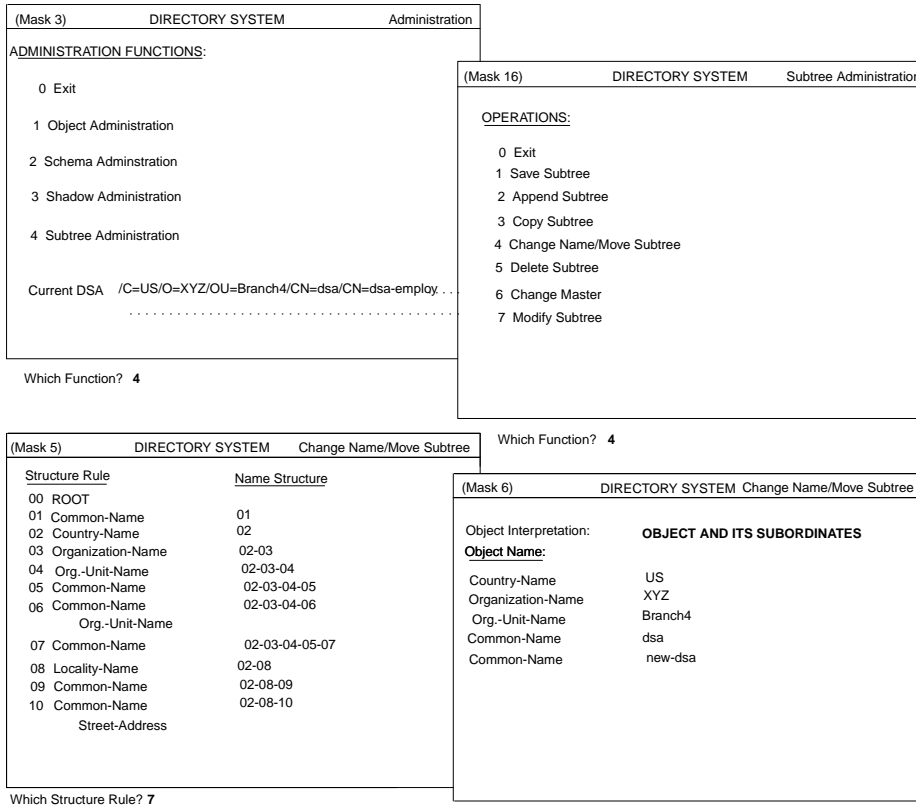 (Mask 3) DIRECTORY SYSTEM Administration
ADMINISTRATION FUNCTIONS:
0 Exit
1 Object Administration
2 Schema Adminstration
3 Shadow Administration
4 Subtree Administration
Current DSA /C=US/O=XYZ/OU=Branch4/CN=dsa/CN=dsa-employ. . . .
. . . . . . . . . . . . . . . . . . . . . . . . . . . . . . . . . . . . . . . . . .
Which Function? 4
(Mask 16) DIRECTORY SYSTEM Subtree Administration
OPERATIONS:
0 Exit
1 Save Subtree
2 Append Subtree
3 Copy Subtree
4 Change Name/Move Subtree
5 Delete Subtree
6 Change Master
7 Modify Subtree
Which Function? 4
(Mask 5) DIRECTORY SYSTEM Change Name/Move Subtree
Structure Rule Name Structure
00 ROOT
01 Common-Name 01
02 Country-Name 02
03 Organization-Name 02-03
04 Org.-Unit-Name 02-03-04
05 Common-Name 02-03-04-05
06 Common-Name 02-03-04-06
Org.-Unit-Name
07 Common-Name 02-03-04-05-07
08 Locality-Name 02-08
09 Common-Name 02-08-09
10 Common-Name 02-08-10
Street-Address
Which Structure Rule? 7
(Mask 6) DIRECTORY SYSTEM Change Name/Move Subtree
Object Interpretation: OBJECT AND ITS SUBORDINATES
Object Name:
Country-Name US
Organization-Name XYZ
Org.-Unit-Name Branch4
Common-Name dsa
Common-Name new-dsa